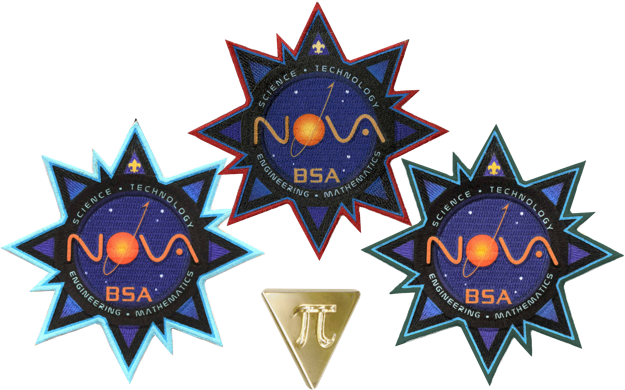 SCIENCE • TECHNOLOGY
NOVA
BSA
ENGINEERING • MATHEMATICS
SCIENCE • TECHNOLOGY
NOVA
BSA
ENGINEERING • MATHEMATICS
SCIENCE • TECHNOLOGY
NOVA
BSA
ENGINEERING • MATHEMATICS
π